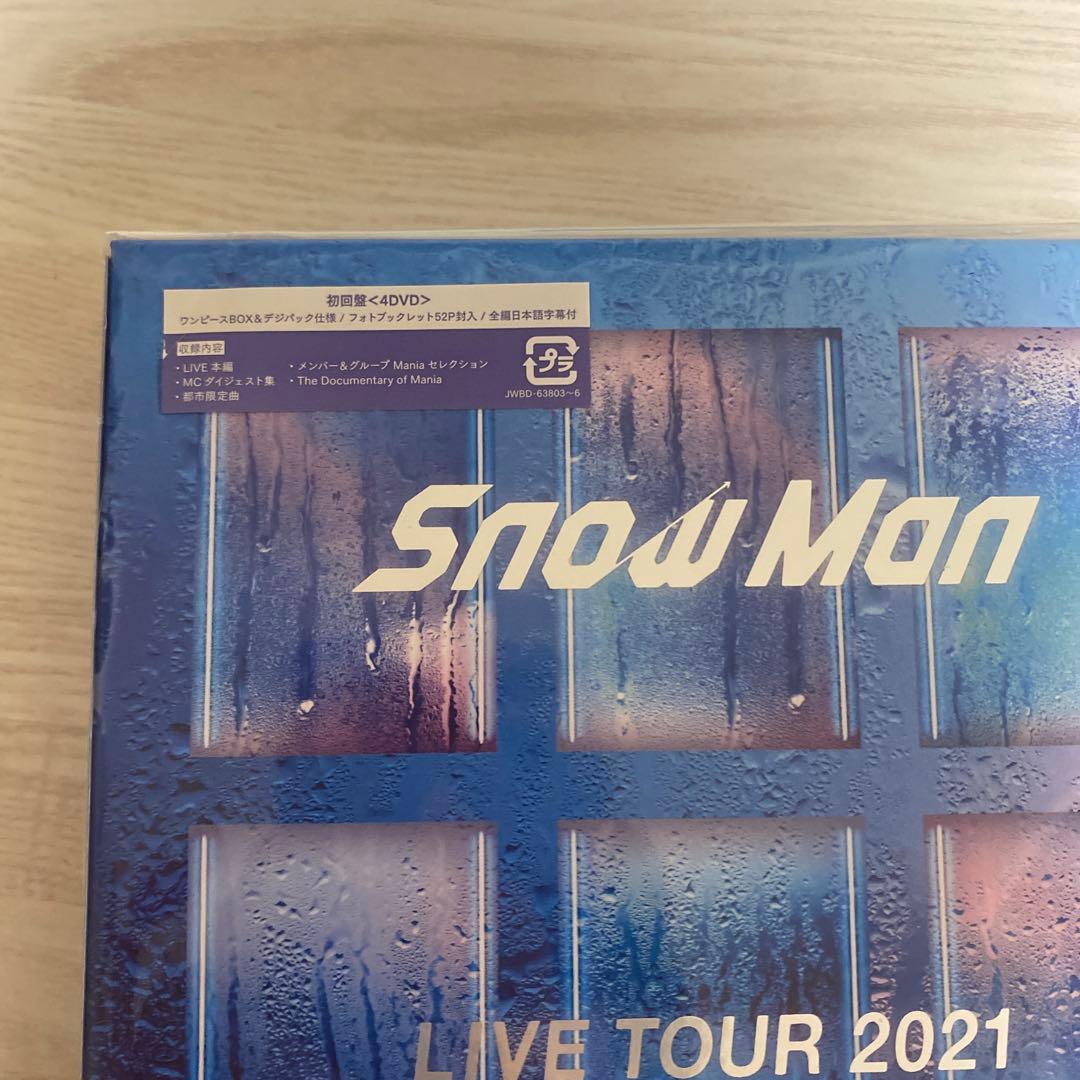 初回盤<4DVD>
ワンピースBOX&デジパック仕様 / フォトブックレット52P封入 / 全編日本語字幕付
収録内容
・LIVE 本編
・MC ダイジェスト集
・都市限定曲
・メンバー&グループ Mania セレクション
・The Documentary of Mania
プラ
JWBD-63803~6
Snow Man
LIVE TOUR 2021